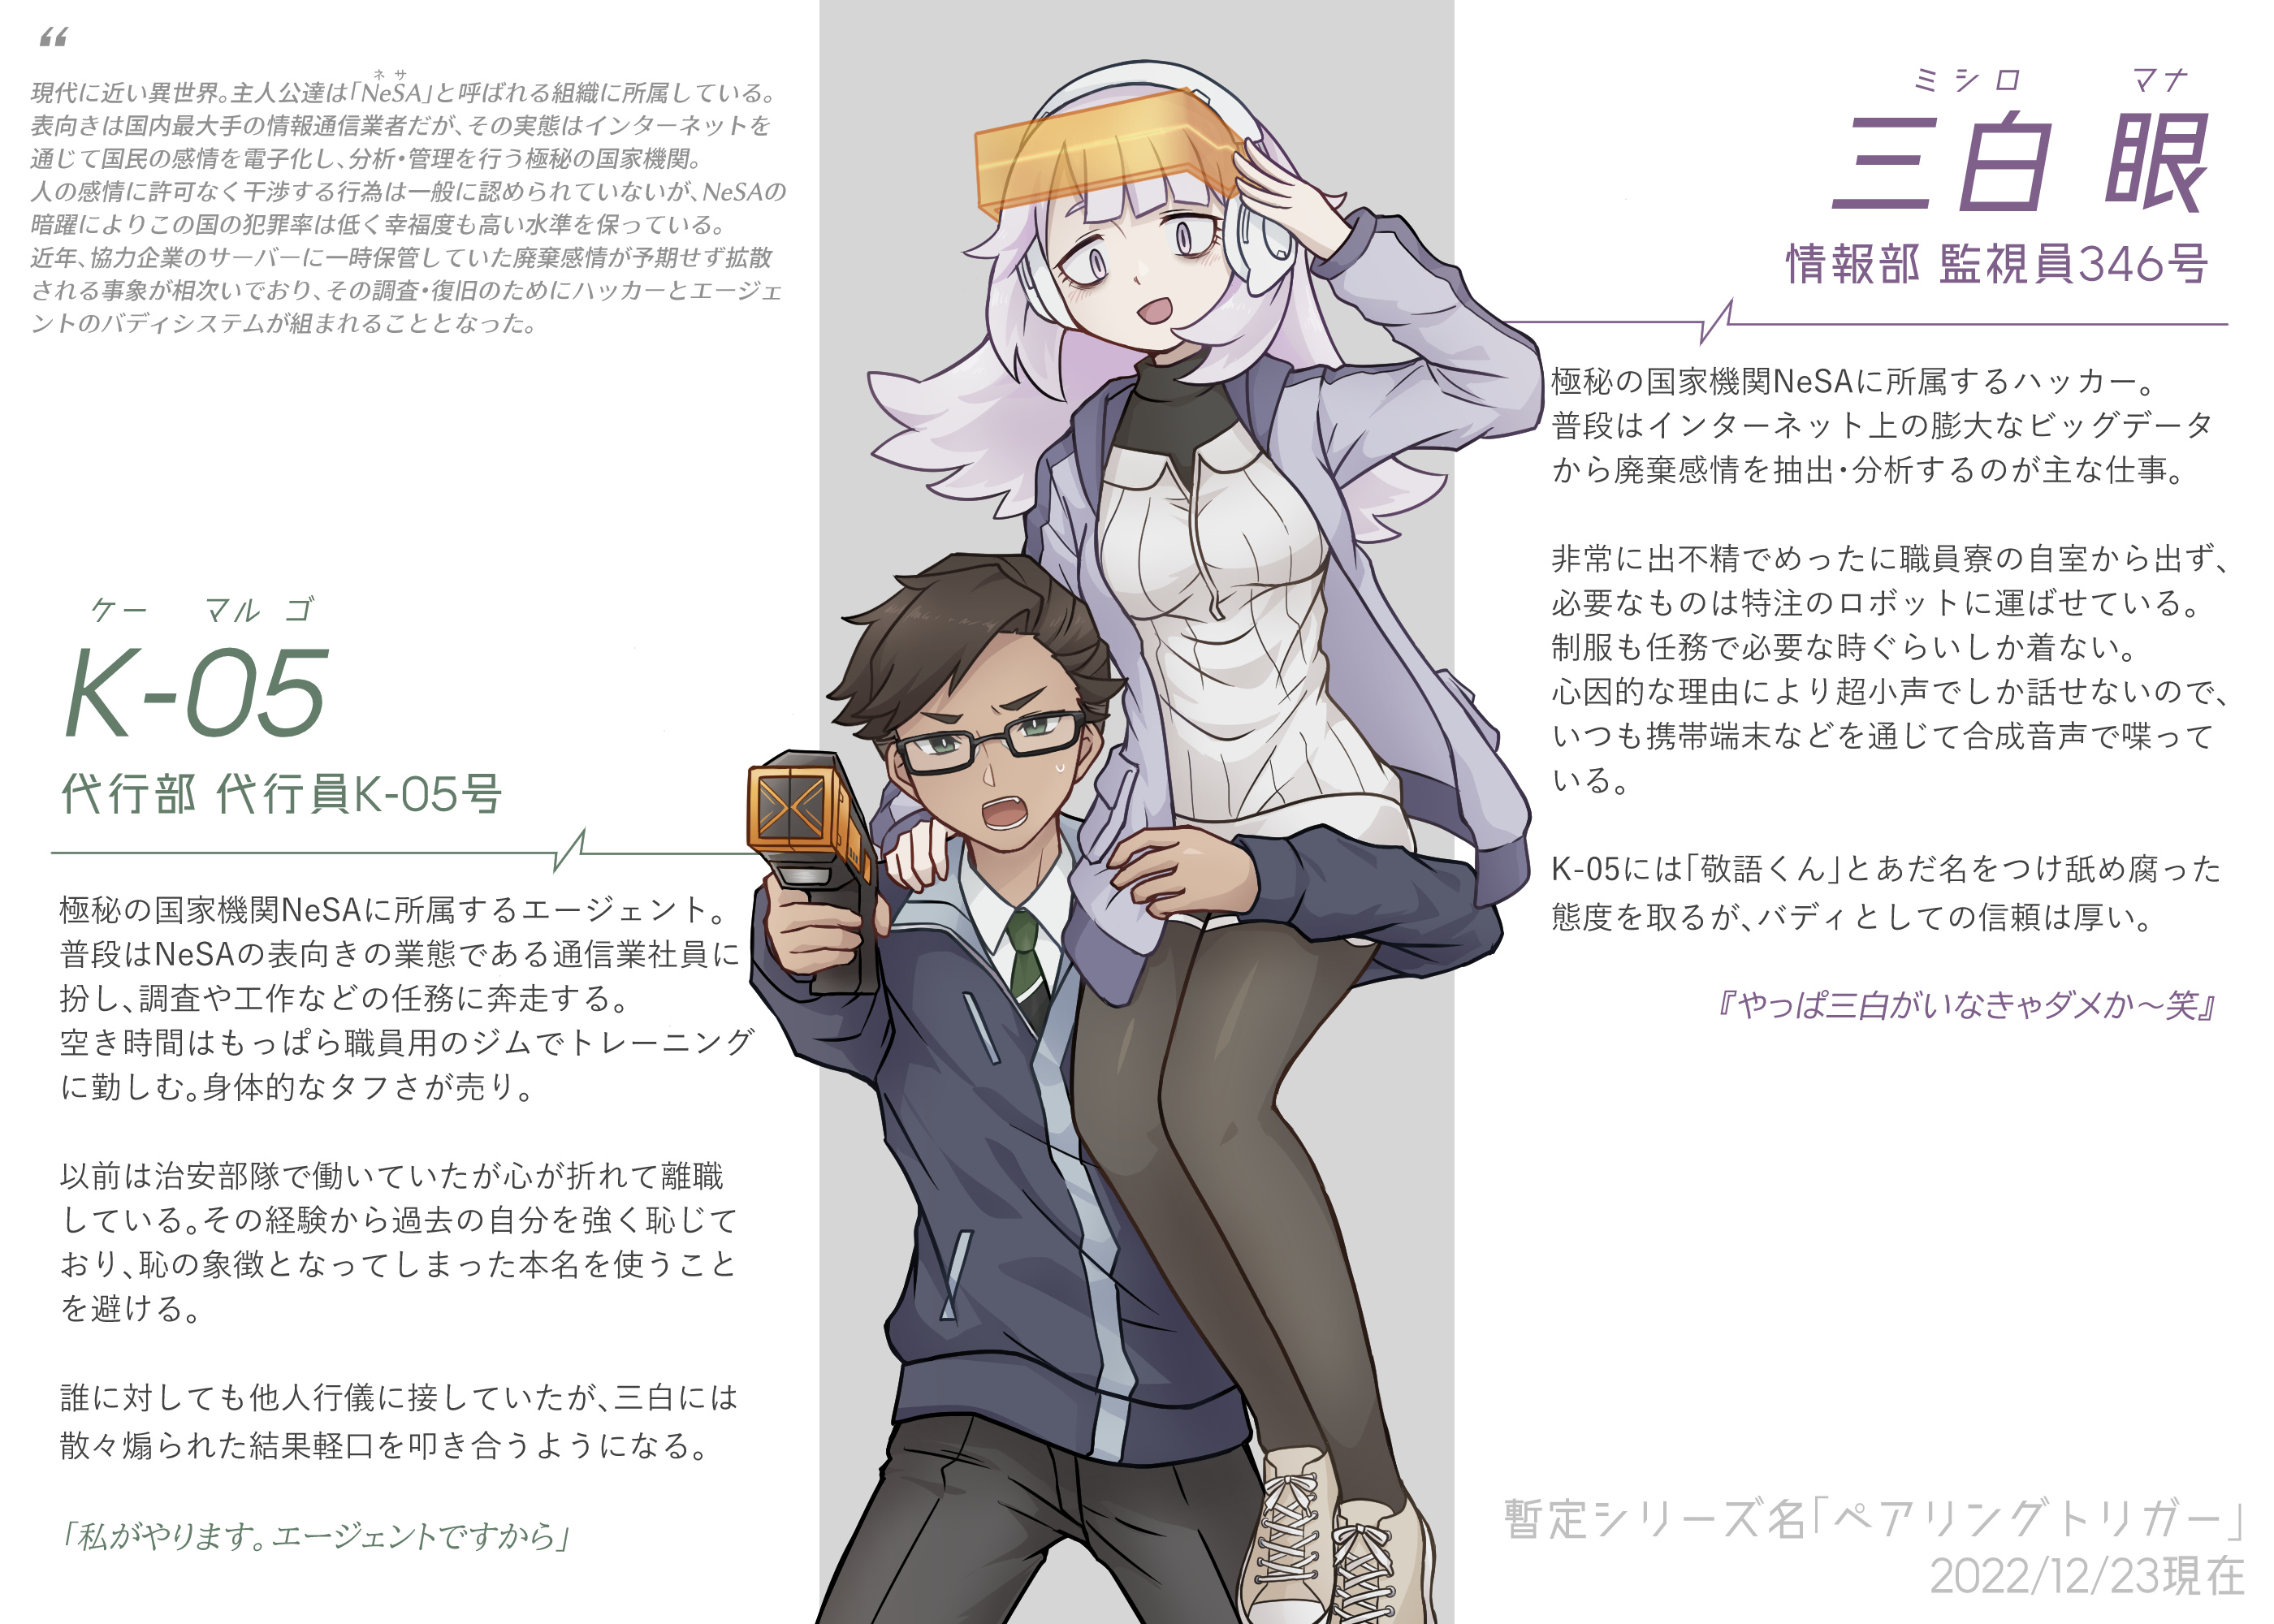 “
ネサ
現代に近い異世界。主人公達は「NeSA」と呼ばれる組織に所属している。
表向きは国内最大手の情報通信業者だが、その実態はインターネットを
通じて国民の感情を電子化し、分析・管理を行う極秘の国家機関。
人の感情に許可なく干渉する行為は一般に認められていないが、NeSAの
暗躍によりこの国の犯罪率は低く幸福度も高い水準を保っている。
近年、協力企業のサーバーに一時保管していた廃棄感情が予期せず拡散
される事象が相次いでおり、その調査・復旧のためにハッカーとエージェ
ントのバディシステムが組まれることとなった。
ケー マル ゴ
K-05
代行部 代行員K-05号
極秘の国家機関NeSAに所属するエージェント。
普段はNeSAの表向きの業態である通信業社員に
扮し、調査や工作などの任務に奔走する。
空き時間はもっぱら職員用のジムでトレーニング
に勤しむ。身体的なタフさが売り。
以前は治安部隊で働いていたが心が折れて離職
している。その経験から過去の自分を強く恥じて
おり、恥の象徴となってしまった本名を使うこと
を避ける。
誰に対しても他人行儀に接していたが、三白には
散々煽られた結果軽口を叩き合うようになる。
「私がやります。エージェントですから」
ミシロ マナ
三白 眼
情報部 監視員346号
極秘の国家機関NeSAに所属するハッカー。
普段はインターネット上の膨大なビッグデータ
から廃棄感情を抽出・分析するのが主な仕事。
非常に出不精でめったに職員寮の自室から出ず、
必要なものは特注のロボットに運ばせている。
制服も任務で必要な時ぐらいしか着ない。
心因的な理由により超小声でしか話せないので、
いつも携帯端末などを通じて合成音声で喋って
いる。
K-05には「敬語くん」とあだ名をつけ舐め腐った
態度を取るが、バディとしての信頼は厚い。
『やっぱ三白がいなきゃダメか〜笑』
暫定シリーズ名「ペアリングトリガー」
2022/12/23現在